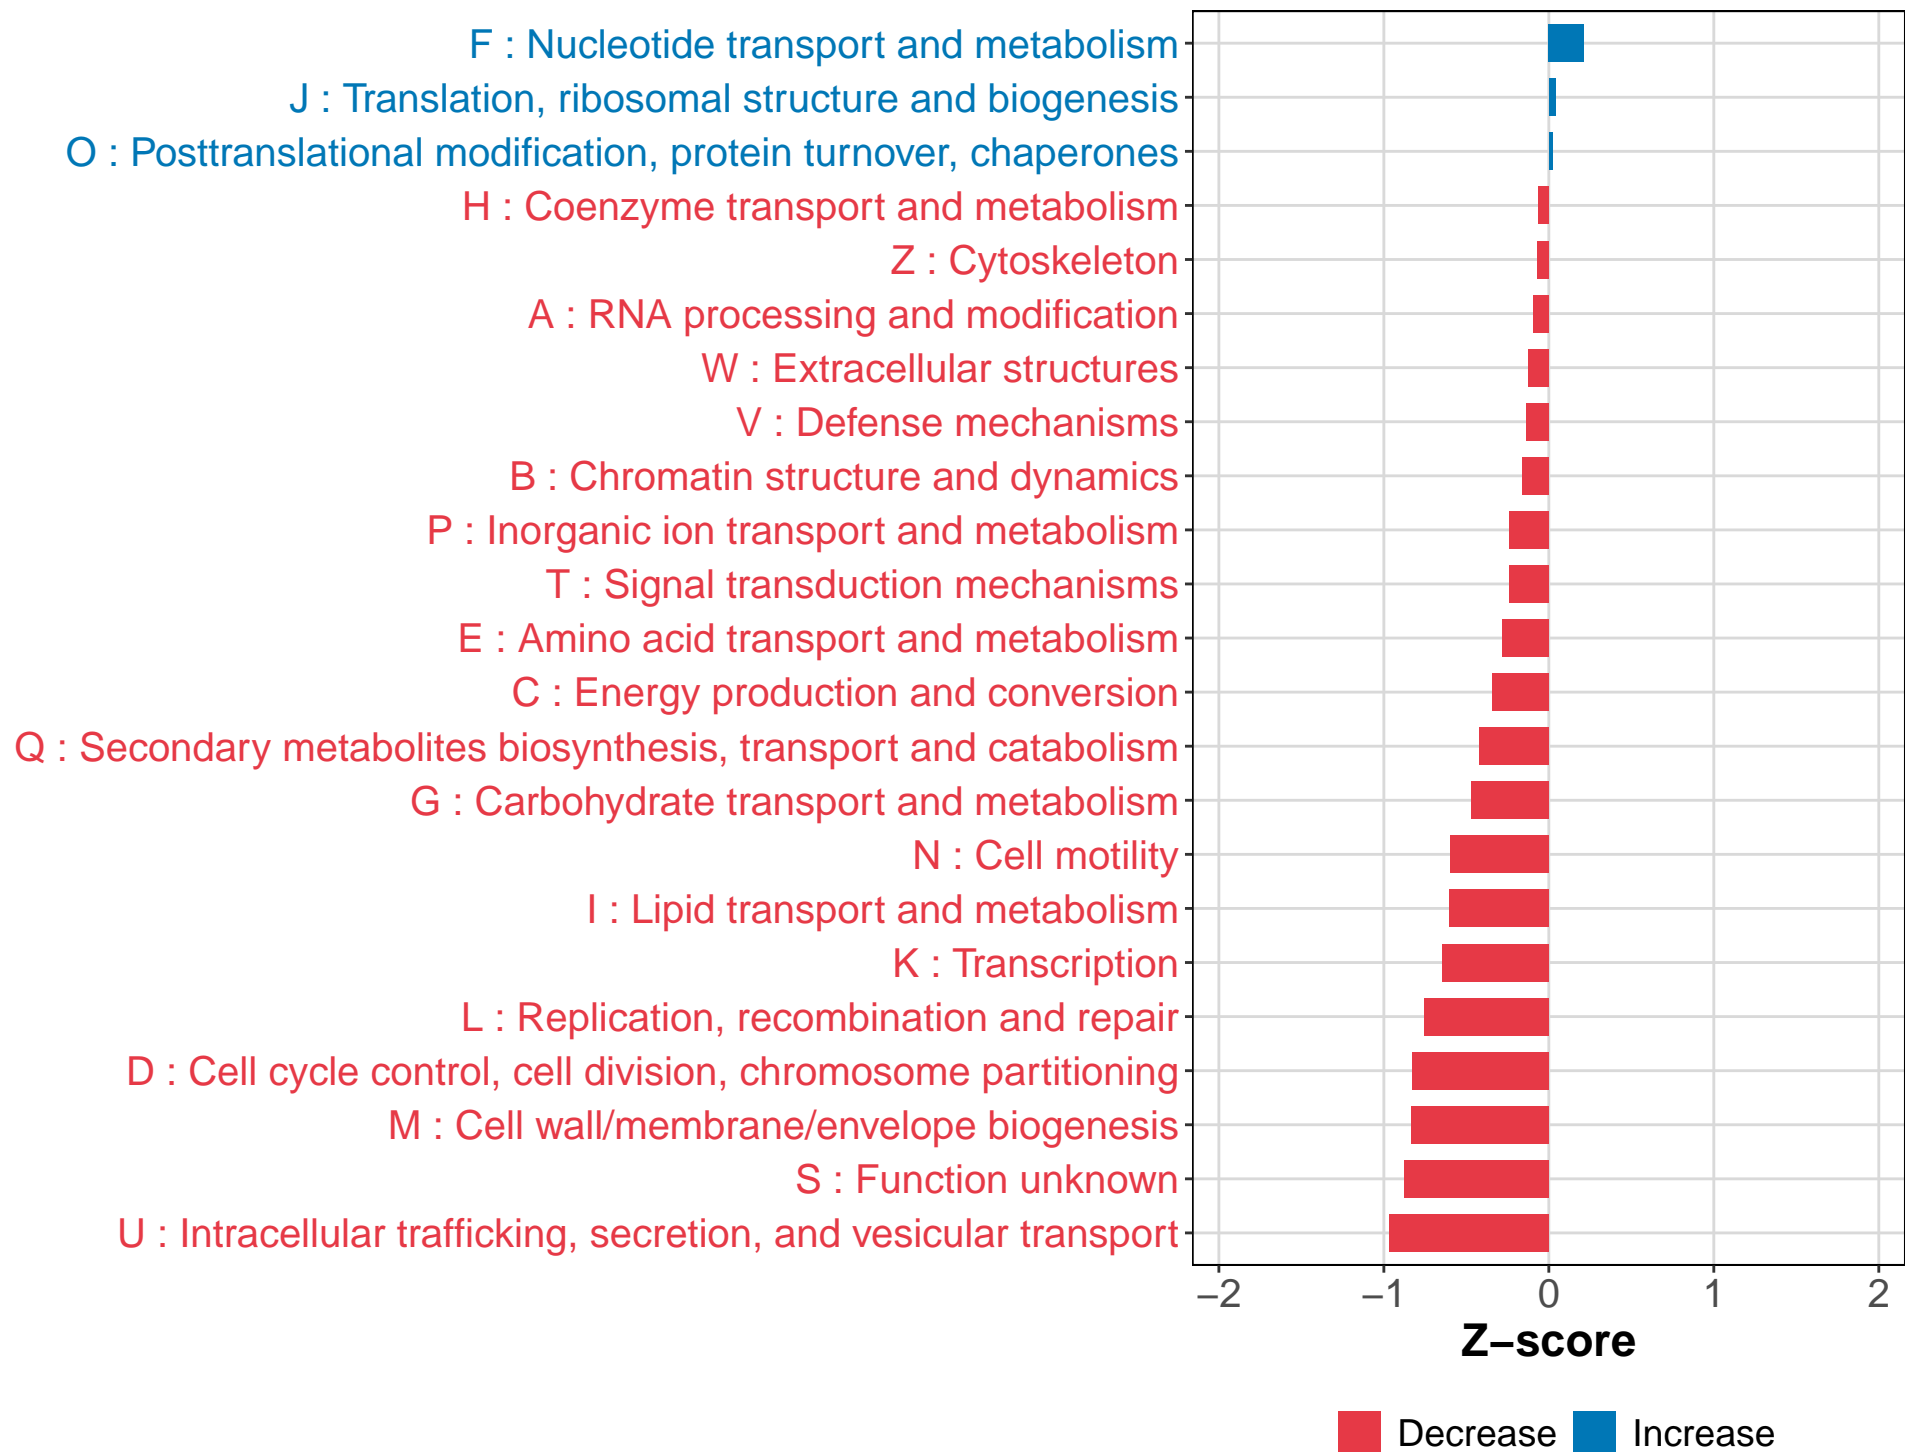 F : Nucleotide transport and metabolism
J : Translation, ribosomal structure and biogenesis
O : Posttranslational modification, protein turnover, chaperones
H : Coenzyme transport and metabolism
Z : Cytoskeleton
A : RNA processing and modification
W : Extracellular structures
V : Defense mechanisms
B : Chromatin structure and dynamics
P : Inorganic ion transport and metabolism
T : Signal transduction mechanisms
E : Amino acid transport and metabolism
C : Energy production and conversion
Q : Secondary metabolites biosynthesis, transport and catabolism
G : Carbohydrate transport and metabolism
N : Cell motility
I : Lipid transport and metabolism
K : Transcription
L : Replication, recombination and repair
D : Cell cycle control, cell division, chromosome partitioning
M : Cell wall/membrane/envelope biogenesis
S : Function unknown
U : Intracellular trafficking, secretion, and vesicular transport
−2 −1 0 1 2
Z−score
Decrease Increase